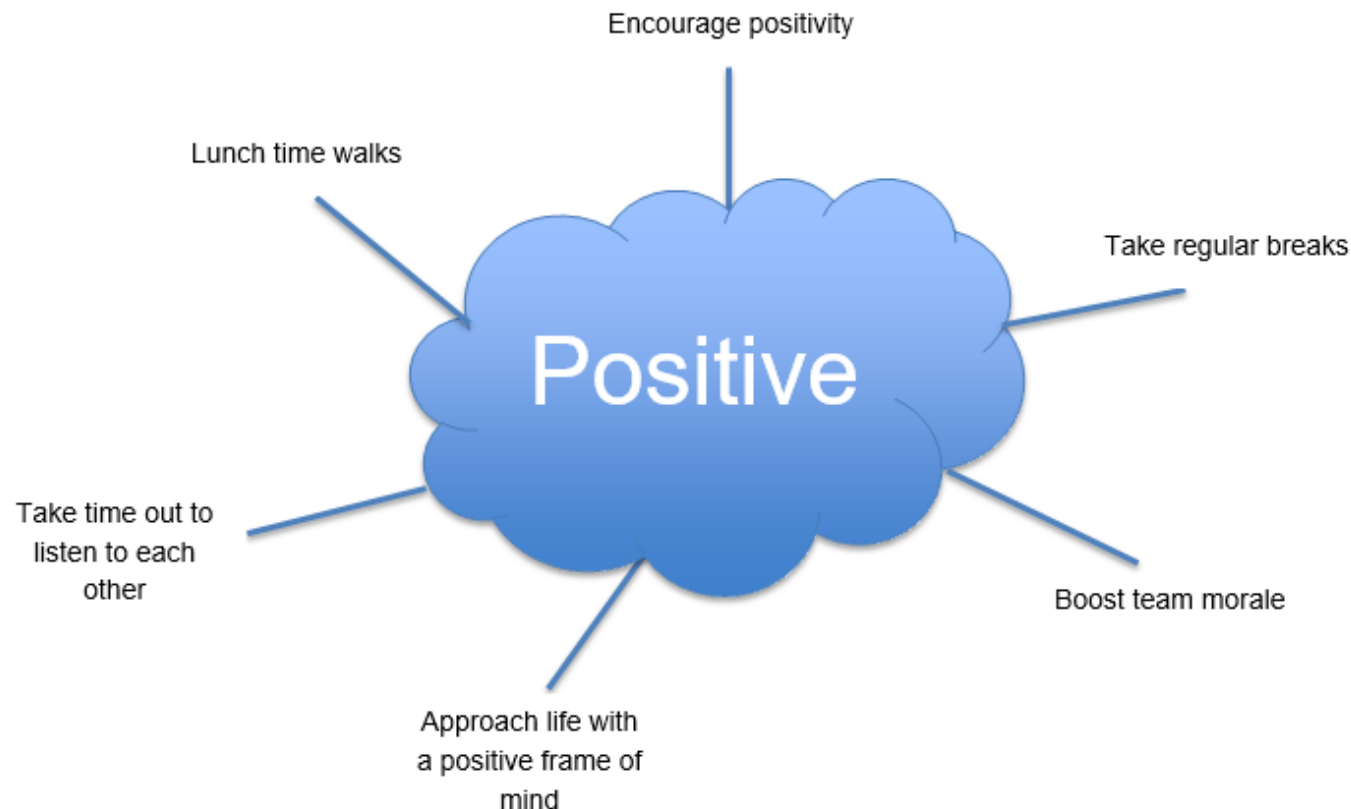 Encourage positivity
Lunch time walks
Take regular breaks
Positive
Take time out to
listen to each
other
Boost team morale
Approach life with
a positive frame of
mind